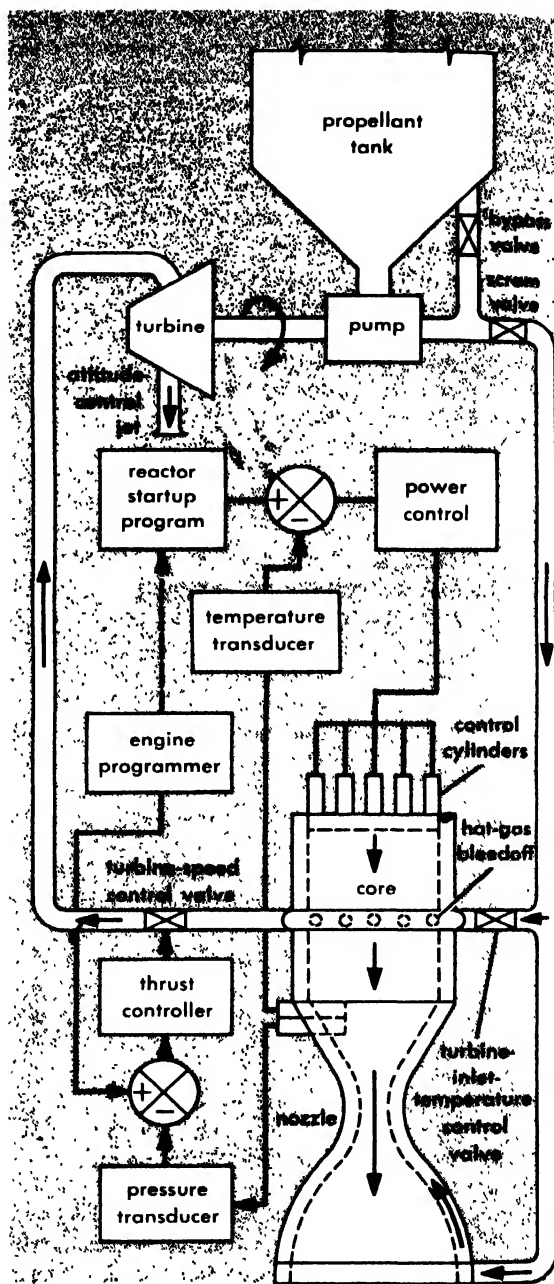 propellant
tank
bypass
valve
scram
valve
turbine
pump
attitude-
control
jet
reactor
startup
program
+
−
power
control
temperature
transducer
engine
programmer
control
cylinders
hot-gas
bleedoff
turbine-speed
control valve
core
thrust
controller
+
−
turbine-
inlet-
temperature
control
valve
nozzle
pressure
transducer